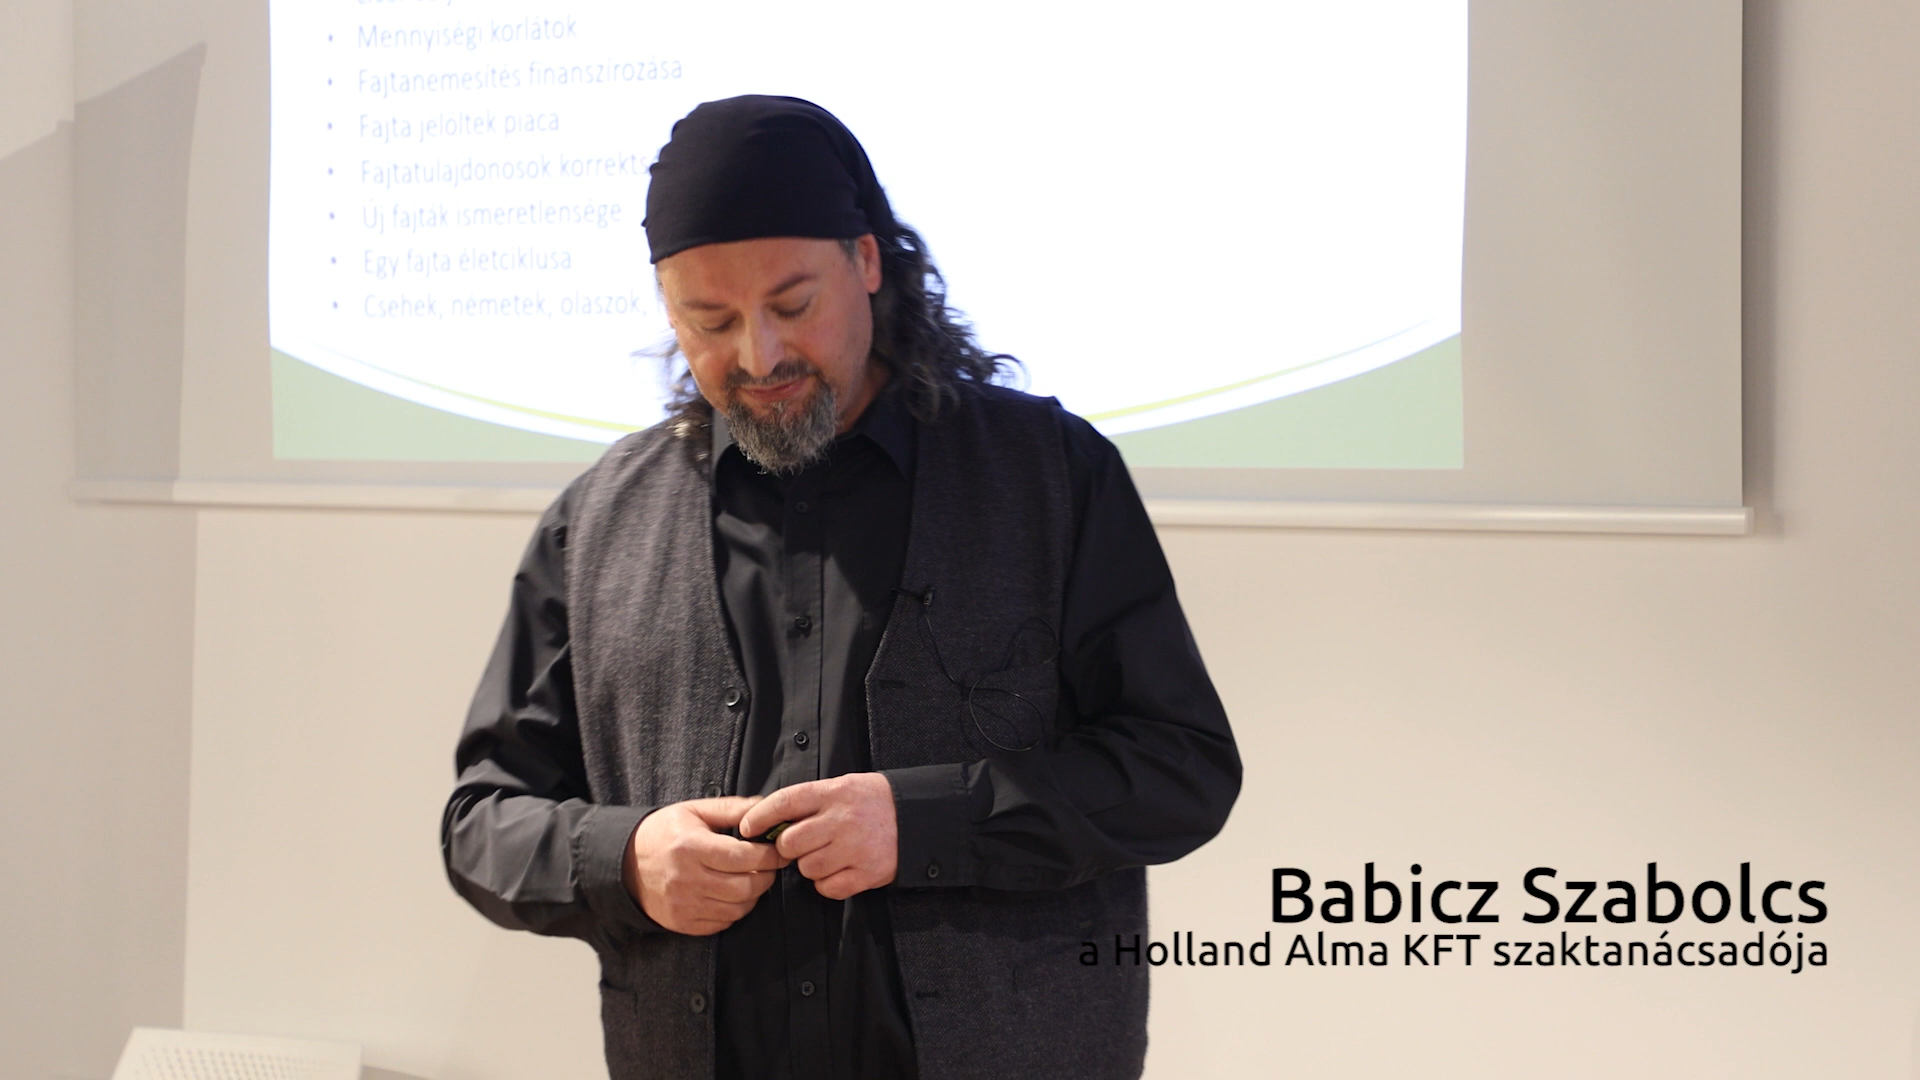 • Mennyiségi korlátok
• Fajtanemesítés finanszírozása
• Fajta jelöltek piaca
• Fajtatulajdonosok
• Új fajták ismeretlensége
• Egy fajta életciklusa
• Csehek, németek, olaszok,
Babicz Szabolcs
a Holland Alma KFT szaktanácsadója